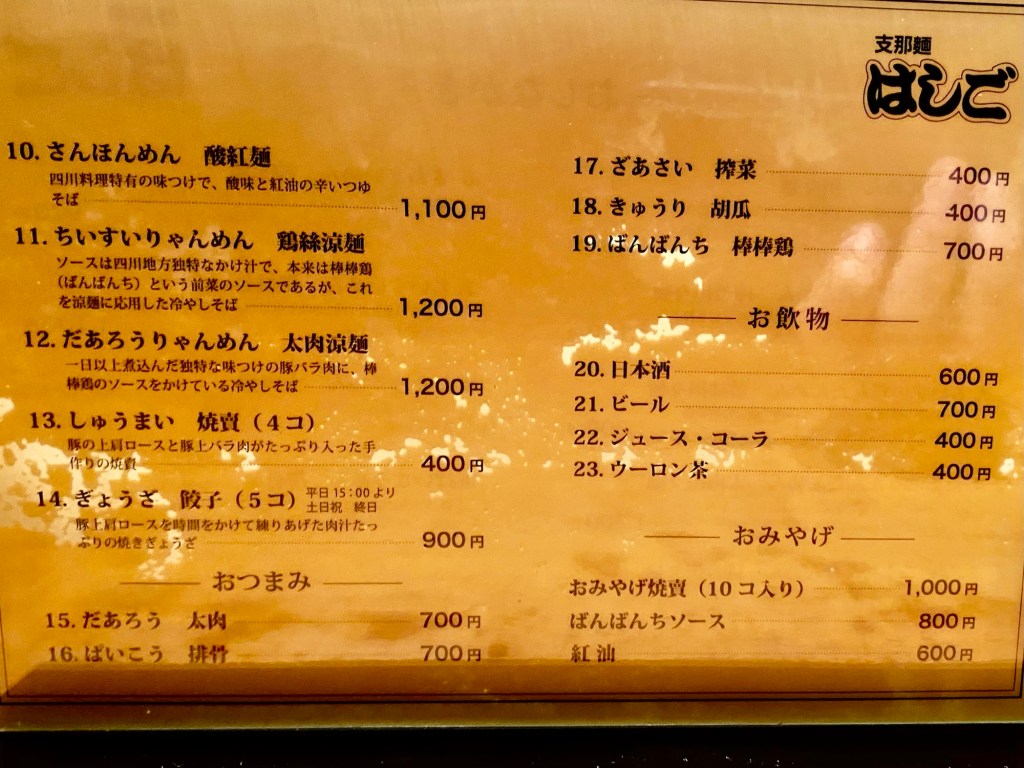 支那麵
はしご
10. さんほんめん 酸紅麺
四川料理特有の味つけで、酸味と紅油の辛いつゆ
そば 1,100円
11. ちいすいりゃんめん 鶏絲涼麺
ソースは四川地方独特なかけ汁で、本来は棒棒鶏
(ばんばんち)という前菜のソースであるが、これ
を涼麺に応用した冷やしそば 1,200円
12. だあろうりゃんめん 太肉涼麺
一日以上煮込んだ独特な味つけの豚バラ肉に、棒
棒鶏のソースをかけている冷やしそば 1,200円
13. しゅうまい 焼賣(4コ)
豚の上肩ロースと豚上バラ肉がたっぷり入った手
作りの焼賣 400円
14. ぎょうざ 餃子(5コ) 平日15:00より
土日祝 終日
豚上肩ロースを時間をかけて練りあげた肉汁たっ
ぷりの焼きぎょうざ 900円
おつまみ
15. だあろう 太肉 700円
16. ぱいこう 排骨 700円
17. ざあさい 搾菜 400円
18. きゅうり 胡瓜 400円
19. ばんばんち 棒棒鶏 700円
お飲物
20. 日本酒 600円
21. ビール 700円
22. ジュース・コーラ 400円
23. ウーロン茶 400円
おみやげ
おみやげ焼賣(10コ入り) 1,000円
ばんばんちソース 800円
紅油 600円